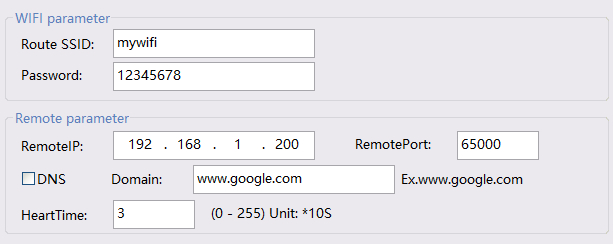 WIFI parameter
Route SSID: mywifi
Password: 12345678
Remote parameter
RemoteIP: 192 . 168 . 1 . 200 RemotePort: 65000
DNS Domain: www.google.com Ex.www.google.com
HeartTime: 3 (0 - 255) Unit: *10S